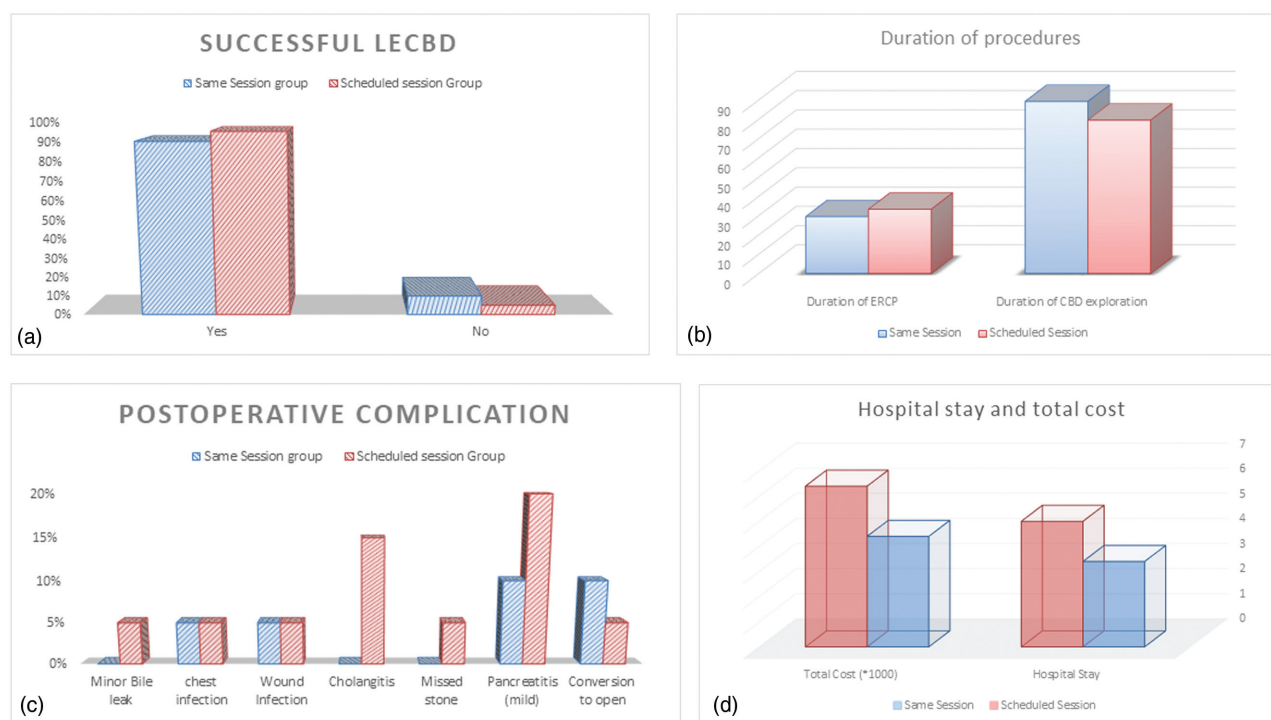 SUCCESSFUL LECBD
Same Session group Scheduled session Group
100%
90%
80%
70%
60%
50%
40%
30%
20%
10%
0%
Yes No
(a)
Duration of procedures
90
80
70
60
50
40
30
20
10
0
Duration of ERCP Duration of CBD exploration
Same Session Scheduled Session
(b)
POSTOPERATIVE COMPLICATION
Same Session group Scheduled session Group
20%
15%
10%
5%
0%
Minor Bile chest Wound Cholangitis Missed Pancreatitis Conversion
leak infection Infection stone (mild) to open
(c)
Hospital stay and total cost
7
6
5
4
3
2
1
0
Total Cost (*1000) Hospital Stay
Same Session Scheduled Session
(d)